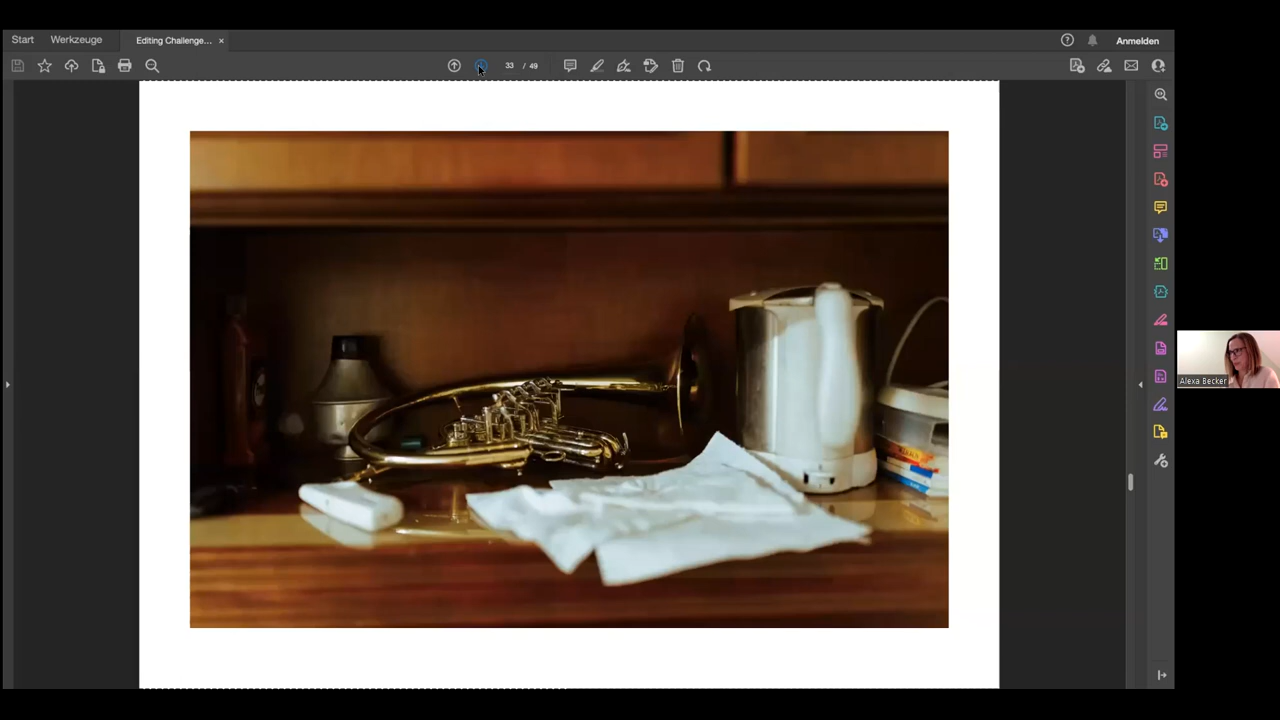 Start
Werkzeuge
Editing Challenge...
Anmelden
33 / 49
Alexa Becker